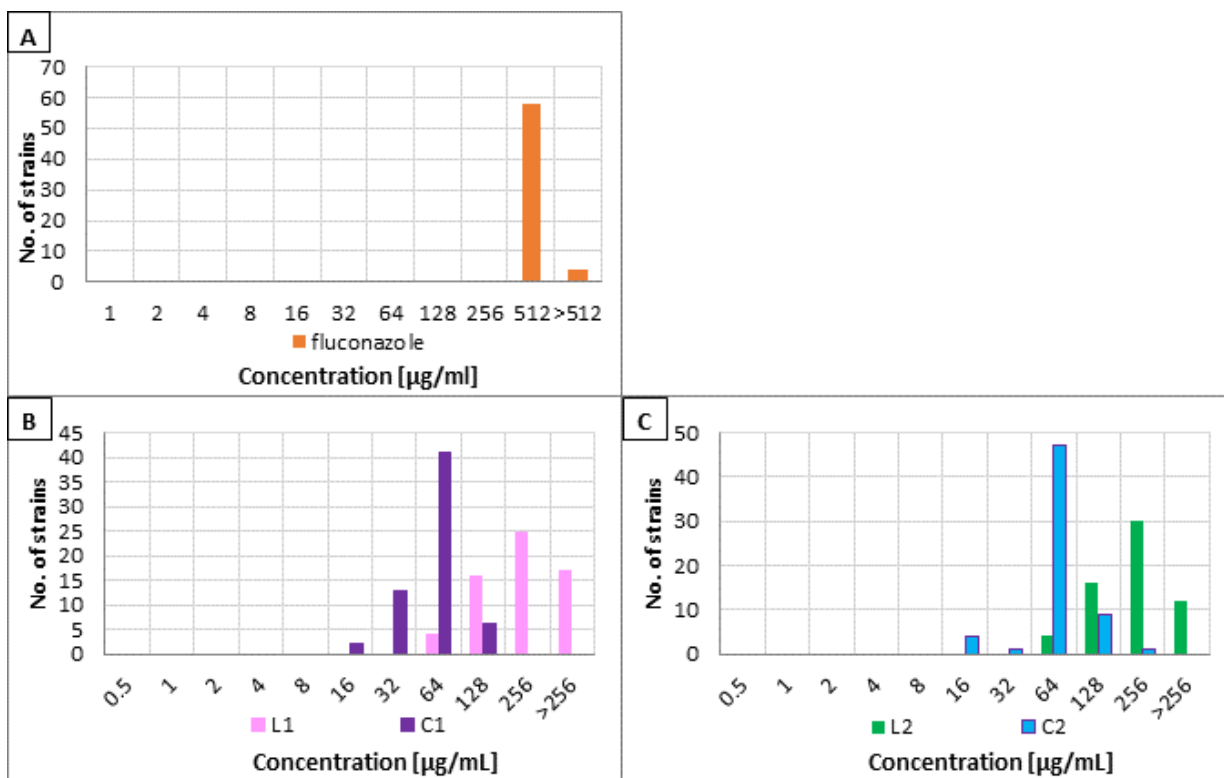 A
70
60
50
40
30
20
10
0
No. of strains
1 2 4 8 16 32 64 128 256 512 >512
fluconazole
Concentration [µg/ml]
B
45
40
35
30
25
20
15
10
5
0
No. of strains
0.5 1 2 4 8 16 32 64 128 256 >256
L1 C1
Concentration [µg/mL]
C
50
40
30
20
10
0
No. of strains
0.5 1 2 4 8 16 32 64 128 256 >256
L2 C2
Concentration [µg/mL]